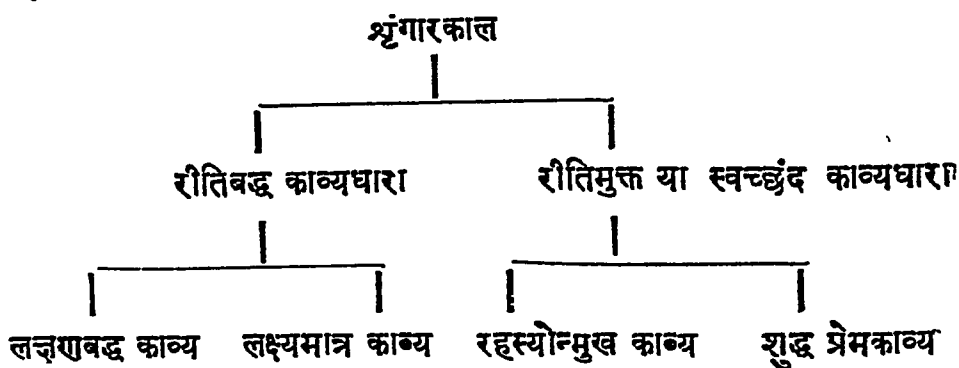 श्रृंगारकाल
रीतिबद्ध काव्यधारा रीतिमुक्त या स्वच्छंद काव्यधारा
लक्षणबद्ध काव्य लक्ष्यमात्र काव्य रहस्योन्मुख काव्य शुद्ध प्रेमकाव्य